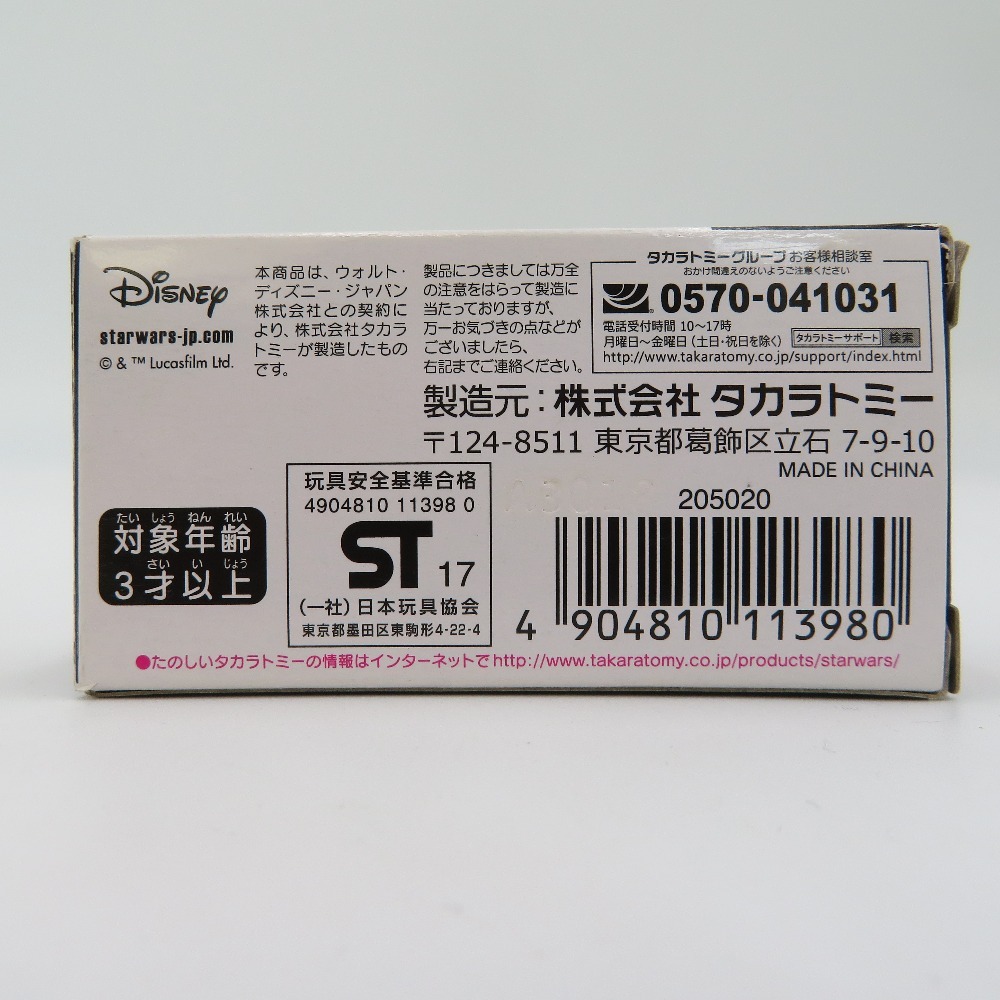 Disney
starwars-jp.com
© & ™ Lucasfilm Ltd.
本商品は、ウォルト・
ディズニー・ジャパン
株式会社との契約に
より、株式会社タカラ
トミーが製造したもの
です。
製品につきましては万全
の注意をはらって製造に
当たっておりますが、
万一お気づきの点などが
ございましたら、
右記までご連絡ください。
タカラトミーグループお客様相談室
おかけ間違えのないようご注意ください
0570-041031
電話受付時間 10~17時
月曜日~金曜日(土日・祝日を除く) タカラトミーサポート 検索
http://www.takaratomy.co.jp/support/index.html
製造元:株式会社 タカラトミー
〒124-8511 東京都葛飾区立石 7-9-10
MADE IN CHINA
たい しょう ねん れい
対象年齢
さい い じょう
3才以上
玩具安全基準合格
4904810 11398 0
ST 17
(一社)日本玩具協会
東京都墨田区東駒形4-22-4
205020
4 904810 113980
●たのしいタカラトミーの情報はインターネットでhttp://www.takaratomy.co.jp/products/starwars/